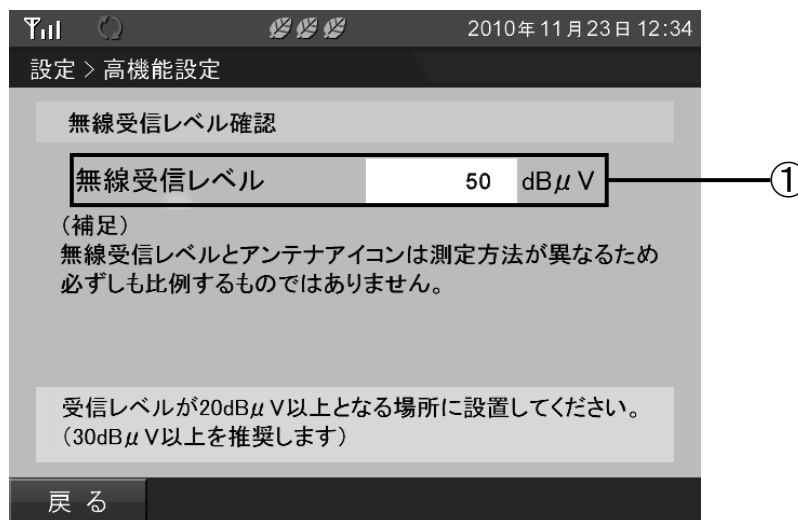 2010年11月23日 12:34
設定 > 高機能設定
無線受信レベル確認
無線受信レベル 50 dBμV
①
(補足)
無線受信レベルとアンテナアイコンは測定方法が異なるため
必ずしも比例するものではありません。
受信レベルが20dBμV以上となる場所に設置してください。
(30dBμV以上を推奨します)
戻る